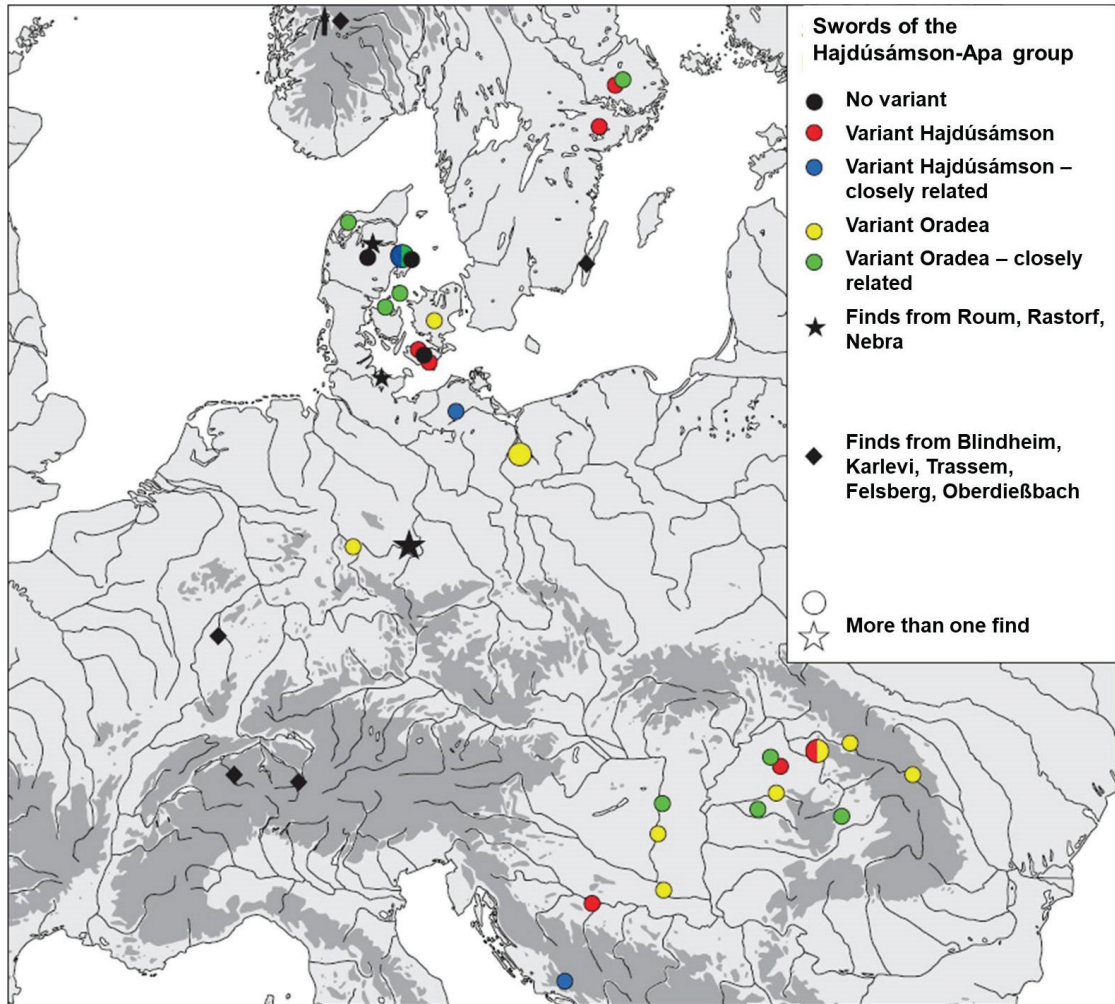 Swords of the
Hajdúsámson-Apa group
No variant
Variant Hajdúsámson
Variant Hajdúsámson –
closely related
Variant Oradea
Variant Oradea – closely
related
Finds from Roum, Rastorf,
Nebra
Finds from Blindheim,
Karlevi, Trassem,
Felsberg, Oberdießbach
More than one find